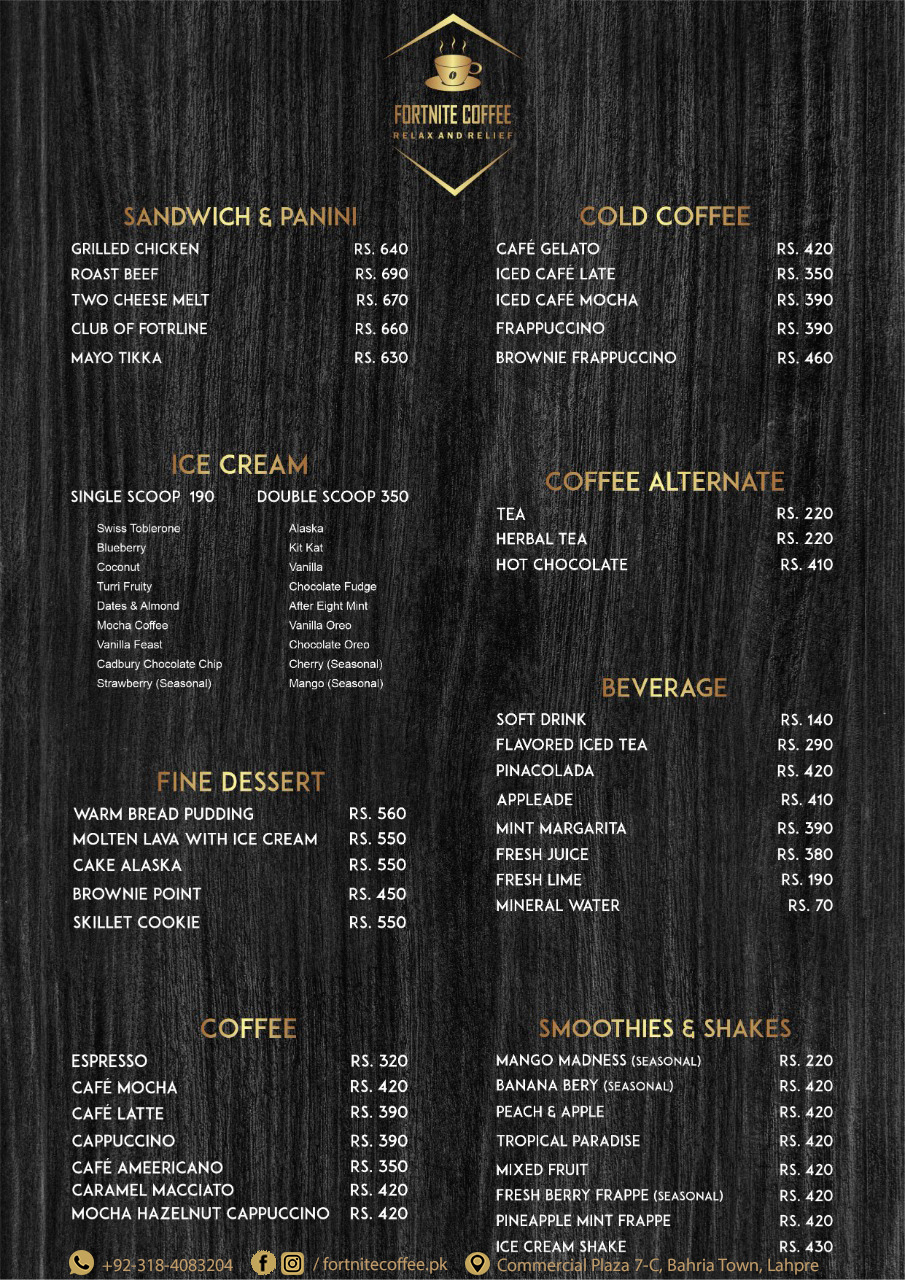 FORTNITE COFFEE
RELAX AND RELIEF
SANDWICH & PANINI
GRILLED CHICKEN RS. 640
ROAST BEEF RS. 690
TWO CHEESE MELT RS. 670
CLUB OF FOTRLINE RS. 660
MAYO TIKKA RS. 630
ICE CREAM
SINGLE SCOOP 190 DOUBLE SCOOP 350
Swiss Toblerone Alaska
Blueberry Kit Kat
Coconut Vanilla
Turri Fruity Chocolate Fudge
Dates & Almond After Eight Mint
Mocha Coffee Vanilla Oreo
Vanilla Feast Chocolate Oreo
Cadbury Chocolate Chip Cherry (Seasonal)
Strawberry (Seasonal) Mango (Seasonal)
FINE DESSERT
WARM BREAD PUDDING RS. 560
MOLTEN LAVA WITH ICE CREAM RS. 550
CAKE ALASKA RS. 550
BROWNIE POINT RS. 450
SKILLET COOKIE RS. 550
COFFEE
ESPRESSO RS. 320
CAFÉ MOCHA RS. 420
CAFÉ LATTE RS. 390
CAPPUCCINO RS. 390
CAFÉ AMEERICANO RS. 350
CARAMEL MACCIATO RS. 420
MOCHA HAZELNUT CAPPUCCINO RS. 420
COLD COFFEE
CAFÉ GELATO RS. 420
ICED CAFÉ LATE RS. 350
ICED CAFÉ MOCHA RS. 390
FRAPPUCCINO RS. 390
BROWNIE FRAPPUCCINO RS. 460
COFFEE ALTERNATE
TEA RS. 220
HERBAL TEA RS. 220
HOT CHOCOLATE RS. 410
BEVERAGE
SOFT DRINK RS. 140
FLAVORED ICED TEA RS. 290
PINACOLADA RS. 420
APPLEADE RS. 410
MINT MARGARITA RS. 390
FRESH JUICE RS. 380
FRESH LIME RS. 190
MINERAL WATER RS. 70
SMOOTHIES & SHAKES
MANGO MADNESS (SEASONAL) RS. 220
BANANA BERY (SEASONAL) RS. 420
PEACH & APPLE RS. 420
TROPICAL PARADISE RS. 420
MIXED FRUIT RS. 420
FRESH BERRY FRAPPE (SEASONAL) RS. 420
PINEAPPLE MINT FRAPPE RS. 420
ICE CREAM SHAKE RS. 430
+92-318-4083204 / fortnitecoffee.pk Commercial Plaza 7-C, Bahria Town, Lahpre